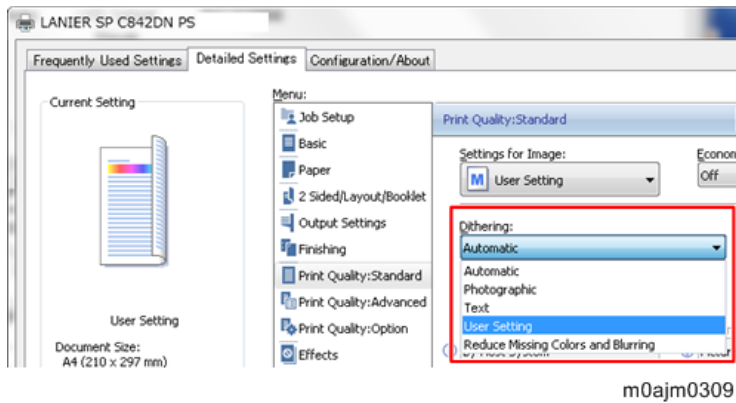 LANIER SP C842DN PS
Frequently Used Settings
Detailed Settings
Configuration/About
Current Setting
User Setting
Document Size:
A4 (210 x 297 mm)
Menu:
Job Setup
Basic
Paper
2 Sided/Layout/Booklet
Output Settings
Finishing
Print Quality:Standard
Print Quality:Advanced
Print Quality:Option
Effects
Print Quality:Standard
Settings for Image:
M User Setting
Off
Dithering:
Automatic
Automatic
Photographic
Text
User Setting
Reduce Missing Colors and Blurring
m0ajm0309